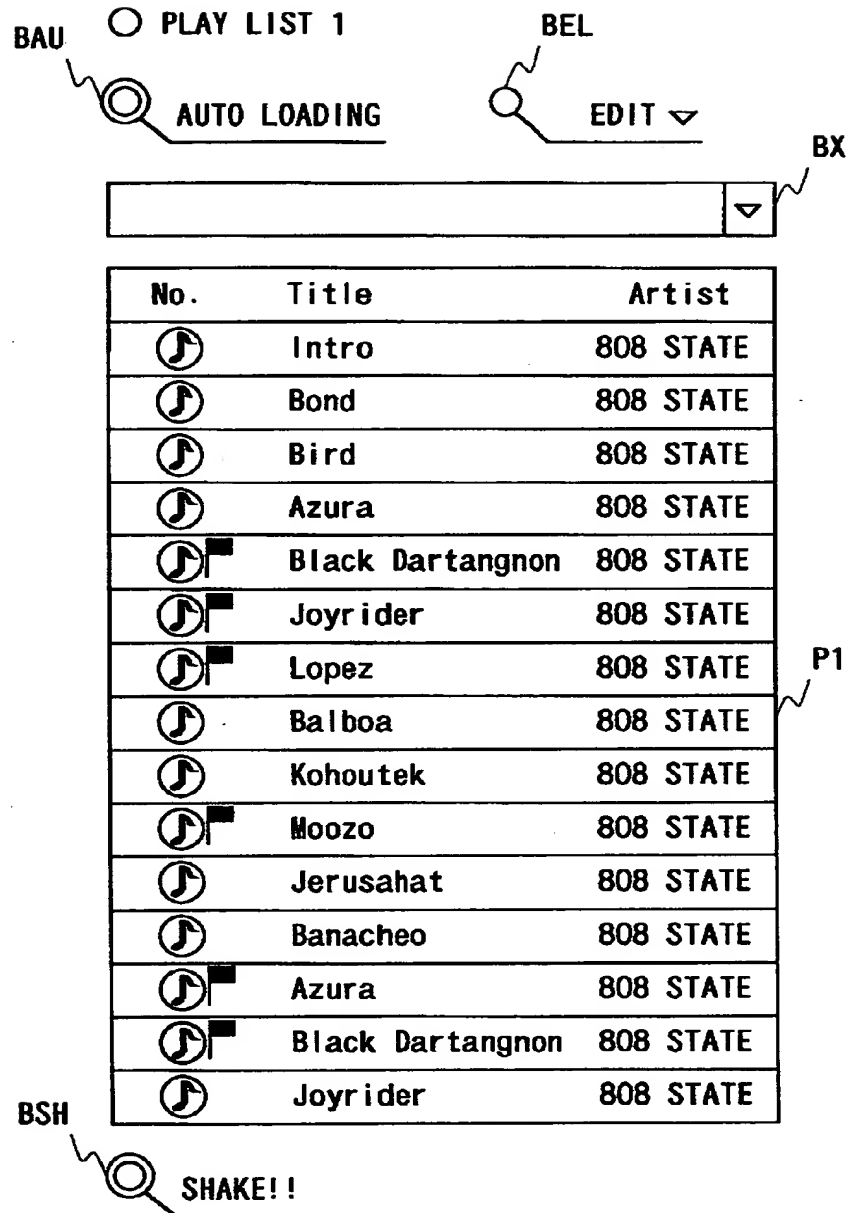 PLAY LIST 1
BAU
BEL
AUTO LOADING
EDIT
BX
No. Title Artist
Intro 808 STATE
Bond 808 STATE
Bird 808 STATE
Azura 808 STATE
Black Dartangnon 808 STATE
Joyrider 808 STATE
Lopez 808 STATE
P1
Balboa 808 STATE
Kohoutek 808 STATE
Moozo 808 STATE
Jerusahat 808 STATE
Banacheo 808 STATE
Azura 808 STATE
Black Dartangnon 808 STATE
Joyrider 808 STATE
BSH
SHAKE!!